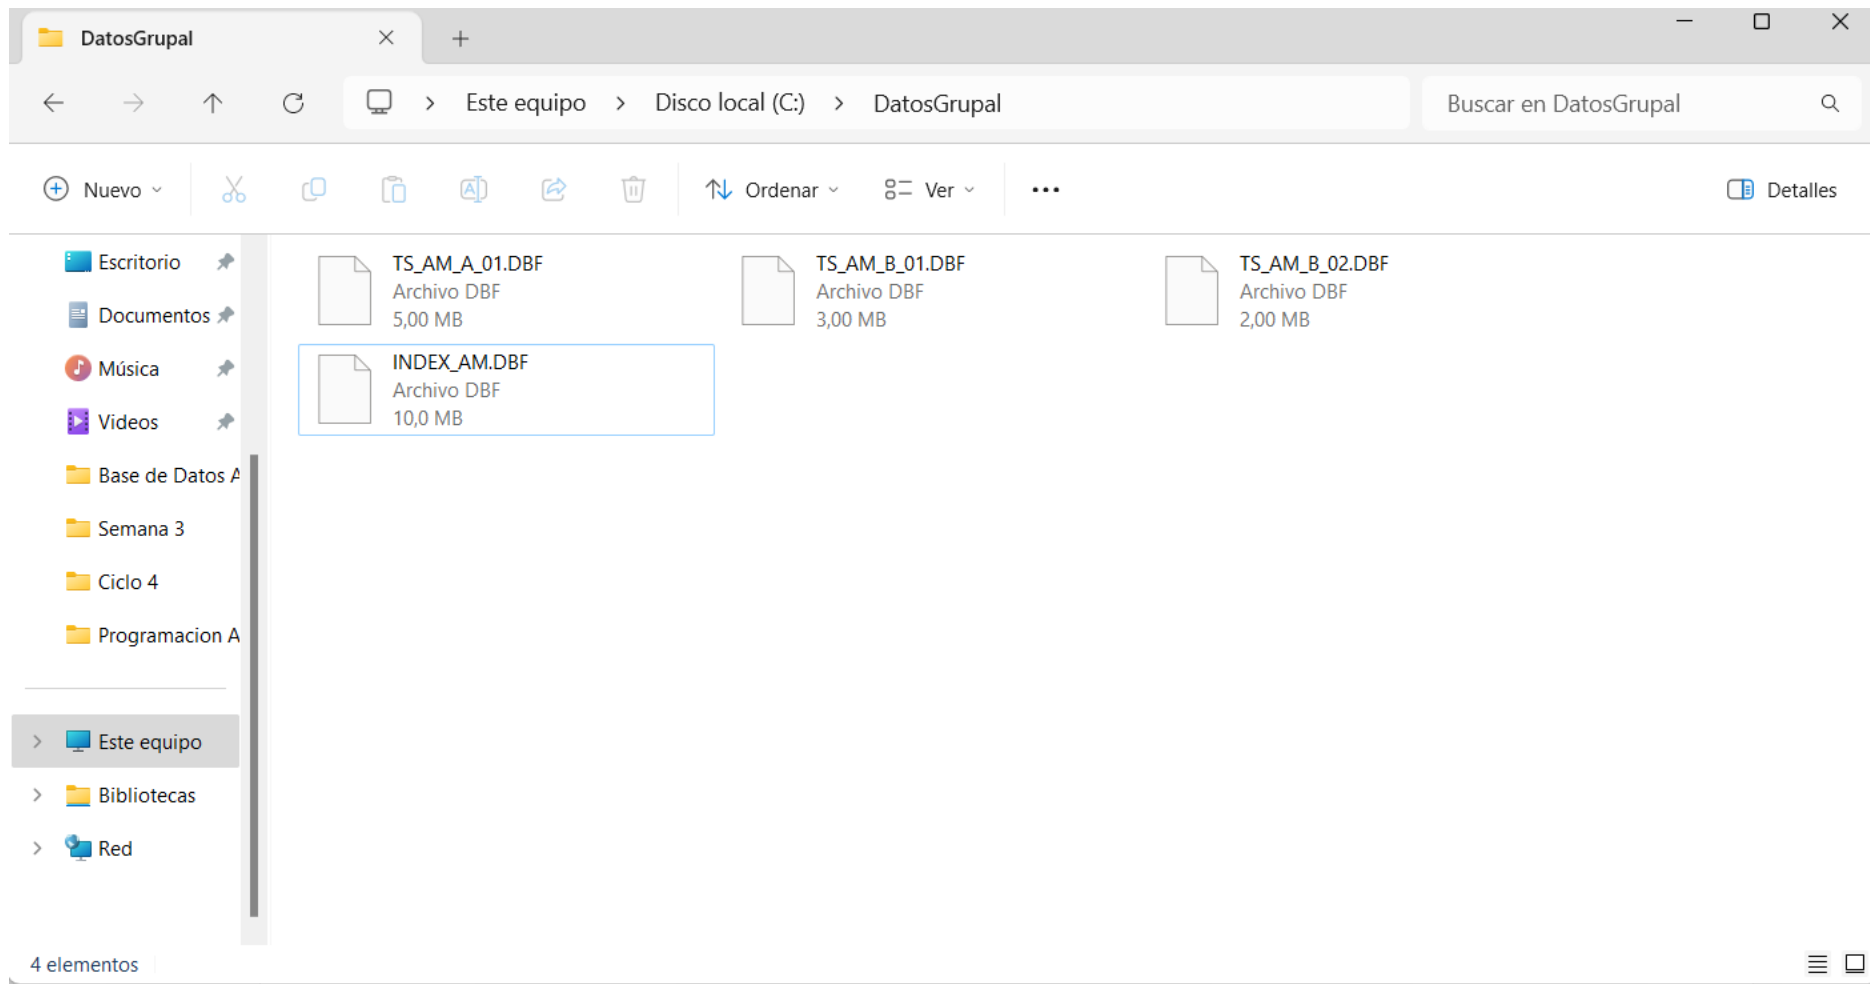 DatosGrupal
Este equipo > Disco local (C:) > DatosGrupal
Buscar en DatosGrupal
Nuevo
Ordenar
Ver
Detalles
Escritorio
Documentos
Música
Videos
Base de Datos A
Semana 3
Ciclo 4
Programacion A
Este equipo
Bibliotecas
Red
TS_AM_A_01.DBF
Archivo DBF
5,00 MB
TS_AM_B_01.DBF
Archivo DBF
3,00 MB
TS_AM_B_02.DBF
Archivo DBF
2,00 MB
INDEX_AM.DBF
Archivo DBF
10,0 MB
4 elementos